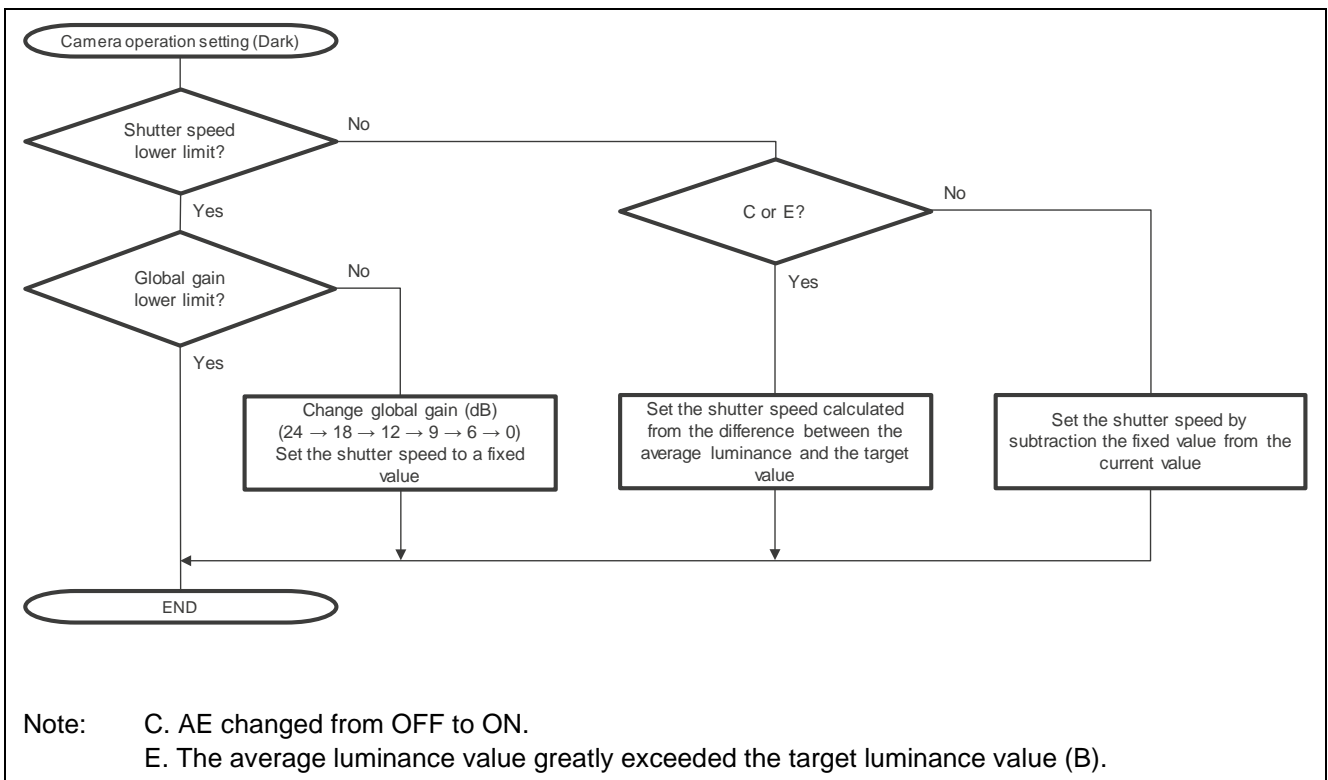 Camera operation setting (Dark)
Shutter speed
lower limit?
No
Yes
C or E?
No
Yes
Global gain
lower limit?
No
Yes
Change global gain (dB)
(24 → 18 → 12 → 9 → 6 → 0)
Set the shutter speed to a fixed
value
Set the shutter speed calculated
from the difference between the
average luminance and the target
value
Set the shutter speed by
subtraction the fixed value from the
current value
END
Note: C. AE changed from OFF to ON.
E. The average luminance value greatly exceeded the target luminance value (B).